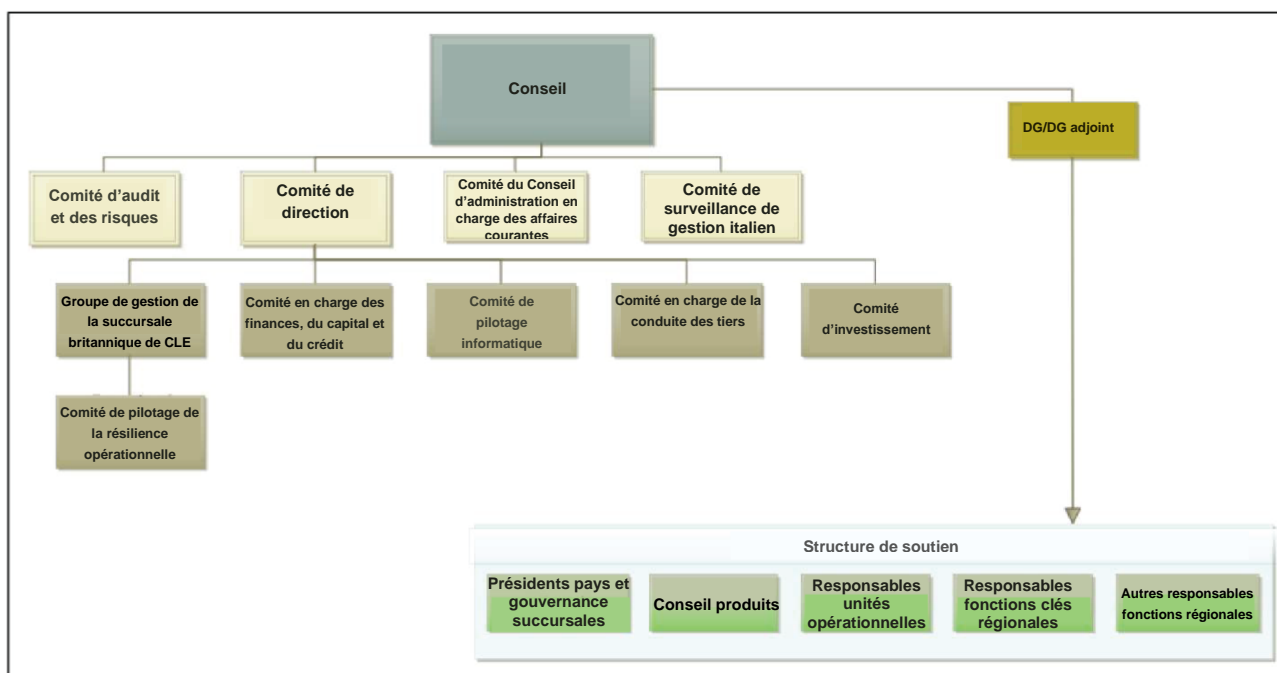 Conseil
DG/DG adjoint
Comité d’audit
et des risques
Comité de
direction
Comité du Conseil
d’administration en
charge des affaires
courantes
Comité de
surveillance de
gestion italien
Groupe de gestion de
la succursale
britannique de CLE
Comité en charge des
finances, du capital et
du crédit
Comité de
pilotage
informatique
Comité en charge de la
conduite des tiers
Comité
d’investissement
Comité de pilotage de
la résilience
opérationnelle
Structure de soutien
Présidents pays et
gouvernance
succursales
Conseil produits
Responsables
unités
opérationnelles
Responsables
fonctions clés
régionales
Autres responsables
fonctions régionales